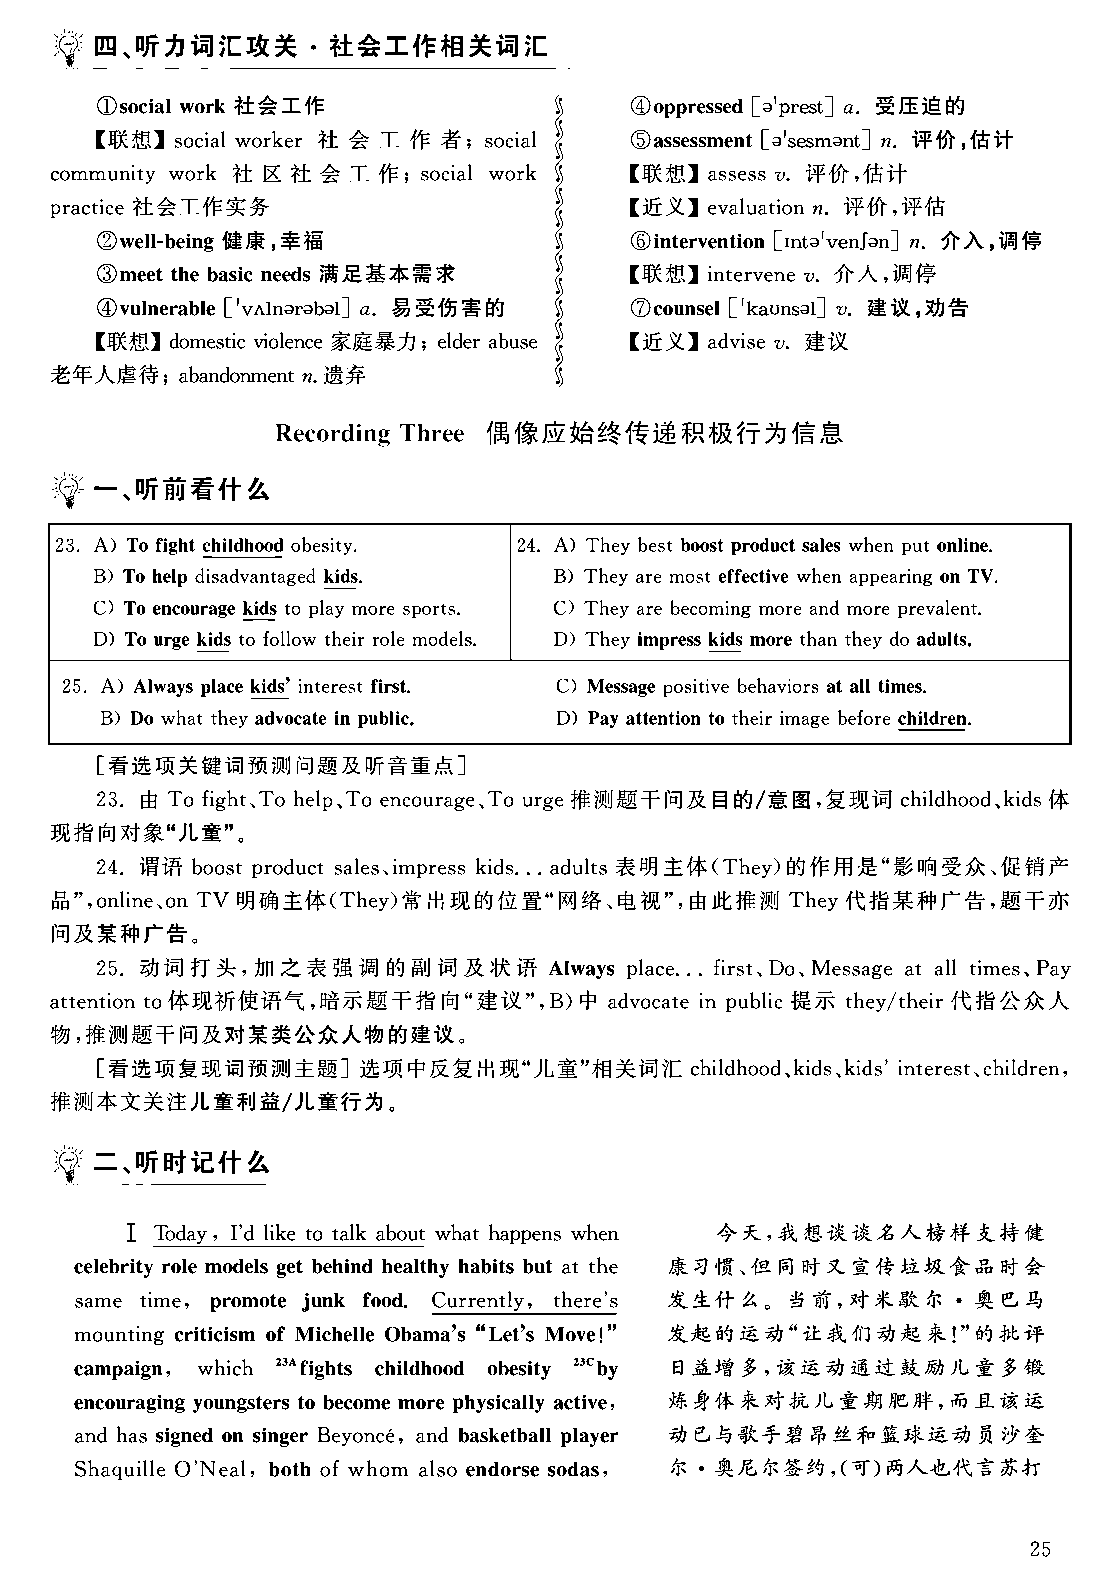 四、听力词汇攻关·社会工作相关词汇
①social work 社会工作
【联想】social worker 社会工作者；social
community work 社区社会工作；social work
practice 社会工作实务
②well-being 健康,幸福
③meet the basic needs 满足基本需求
④vulnerable [ˈvʌlnərəbəl] a. 易受伤害的
【联想】domestic violence 家庭暴力；elder abuse
老年人虐待；abandonment n. 遗弃
④oppressed [əˈprest] a. 受压迫的
⑤assessment [əˈsesmənt] n. 评价,估计
【联想】assess v. 评价,估计
【近义】evaluation n. 评价,评估
⑥intervention [ɪntəˈvenʃən] n. 介入,调停
【联想】intervene v. 介入,调停
⑦counsel [ˈkaʊnsəl] v. 建议,劝告
【近义】advise v. 建议
Recording Three 偶像应始终传递积极行为信息
一、听前看什么
23. A) To fight childhood obesity.
B) To help disadvantaged kids.
C) To encourage kids to play more sports.
D) To urge kids to follow their role models.
24. A) They best boost product sales when put online.
B) They are most effective when appearing on TV.
C) They are becoming more and more prevalent.
D) They impress kids more than they do adults.
25. A) Always place kids' interest first.
B) Do what they advocate in public.
C) Message positive behaviors at all times.
D) Pay attention to their image before children.
[看选项关键词预测问题及听音重点]
23. 由 To fight、To help、To encourage、To urge 推测题干问及目的/意图,复现词 childhood、kids 体
现指向对象“儿童”。
24. 谓语 boost product sales、impress kids... adults 表明主体(They)的作用是“影响受众、促销产
品”,online、on TV 明确主体(They)常出现的位置“网络、电视”,由此推测 They 代指某种广告,题干亦
问及某种广告。
25. 动词打头,加之表强调的副词及状语 Always place... first、Do、Message at all times、Pay
attention to 体现祈使语气,暗示题干指向“建议”,B)中 advocate in public 提示 they/their 代指公众人
物,推测题干问及对某类公众人物的建议。
[看选项复现词预测主题] 选项中反复出现“儿童”相关词汇 childhood、kids、kids' interest、children,
推测本文关注儿童利益/儿童行为。
二、听时记什么
Ⅰ Today, I'd like to talk about what happens when
celebrity role models get behind healthy habits but at the
same time, promote junk food. Currently, there's
mounting criticism of Michelle Obama's “Let's Move!”
campaign, which 23A fights childhood obesity 23C by
encouraging youngsters to become more physically active,
and has signed on singer Beyoncé, and basketball player
Shaquille O'Neal, both of whom also endorse sodas,
今天,我想谈谈名人榜样支持健
康习惯、但同时又宣传垃圾食品时会
发生什么。当前,对米歇尔·奥巴马
发起的运动“让我们动起来!”的批评
日益增多,该运动通过鼓励儿童多锻
炼身体来对抗儿童期肥胖,而且该运
动已与歌手碧昂丝和篮球运动员沙奎
尔·奥尼尔签约,(可)两人也代言苏打
25